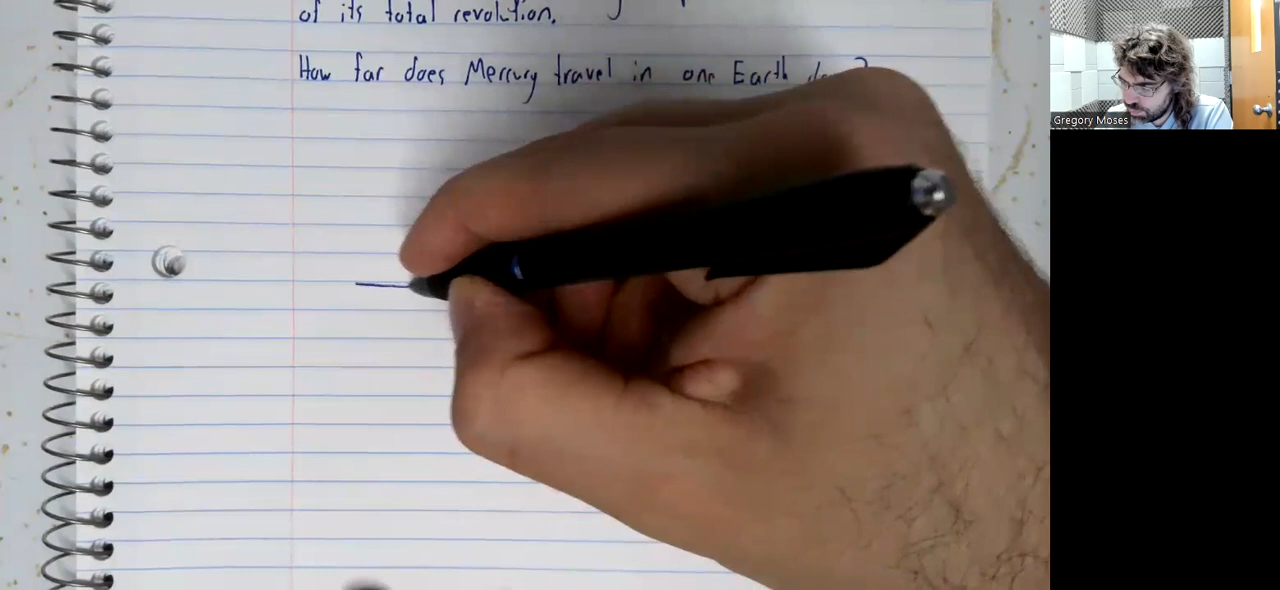 of its total revolution.
How far does Mercury travel in one Earth
Gregory Moses